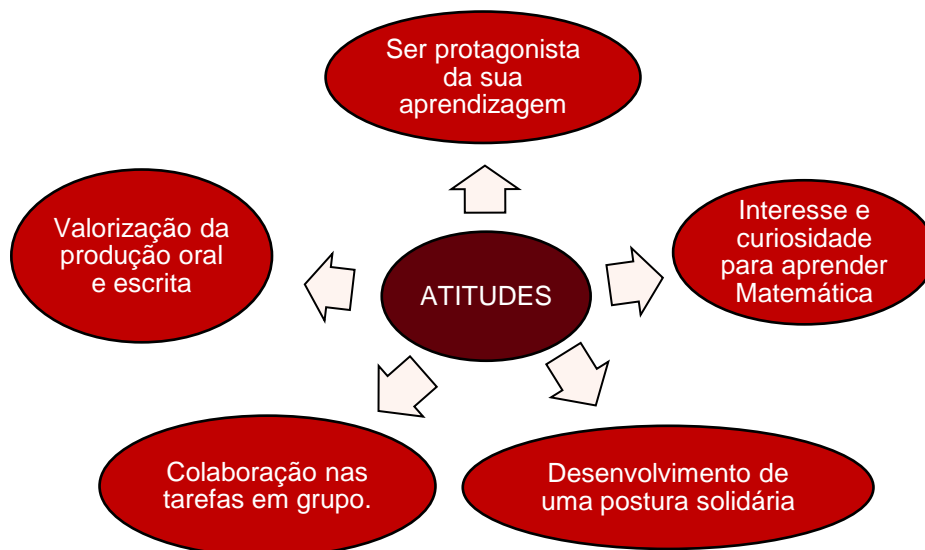 Ser protagonista
da sua
aprendizagem
Valorização da
produção oral
e escrita
Interesse e
curiosidade
para aprender
Matemática
ATITUDES
Colaboração nas
tarefas em grupo.
Desenvolvimento de
uma postura solidária